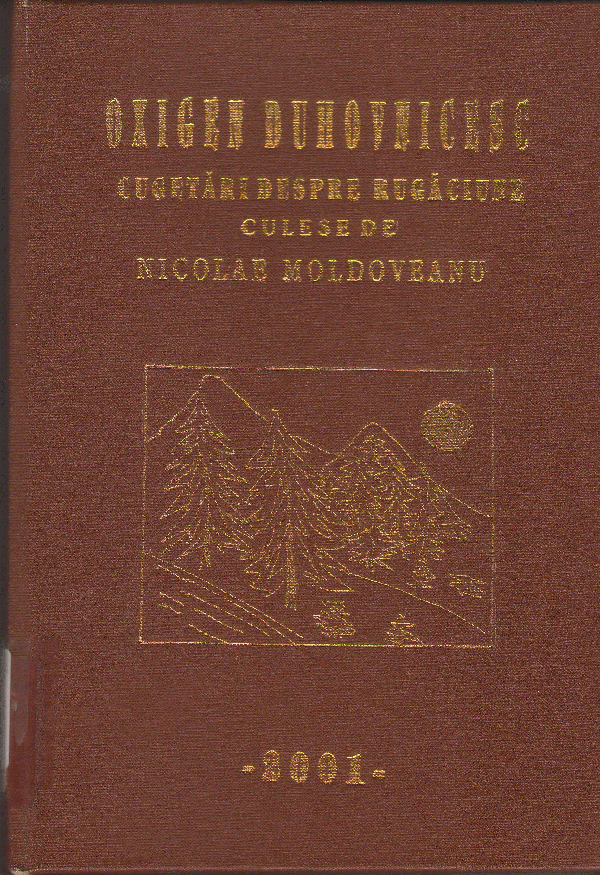 OXIGEN DUHOVNICESC
CUGETĂRI DESPRE RUGĂCIUNE
CULESE DE
NICOLAE MOLDOVEANU
-2001-